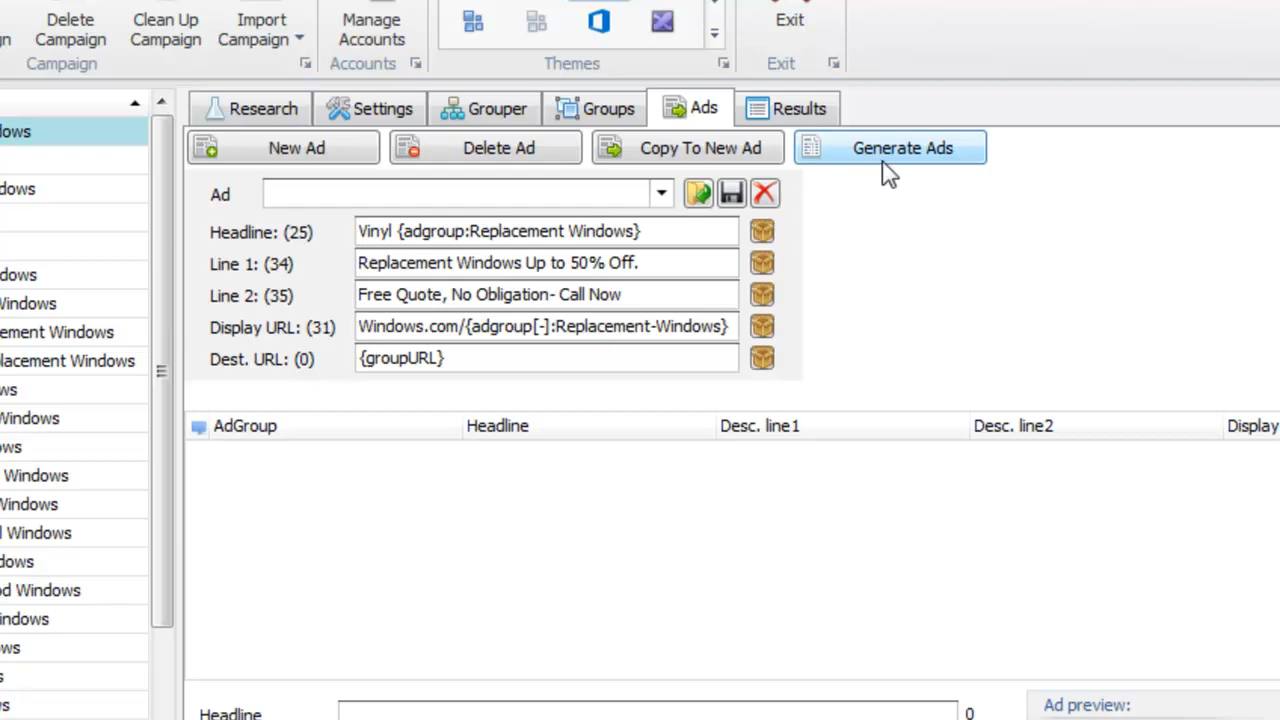 Delete
Campaign
Clean Up
Campaign
Import
Campaign
Manage
Accounts
Exit
Campaign
Accounts
Themes
Exit
Research
Settings
Grouper
Groups
Ads
Results
New Ad
Delete Ad
Copy To New Ad
Generate Ads
Ad
Headline: (25)
Vinyl {adgroup:Replacement Windows}
Line 1: (34)
Replacement Windows Up to 50% Off.
Line 2: (35)
Free Quote, No Obligation- Call Now
Display URL: (31)
Windows.com/{adgroup[-]:Replacement-Windows}
Dest. URL: (0)
{groupURL}
AdGroup
Headline
Desc. line1
Desc. line2
Display
dows
dows
dows
Windows
ement Windows
lacement Windows
ws
Windows
ws
Windows
Windows
l Windows
dows
od Windows
indows
ws
s
s
Headline
0
Ad preview: